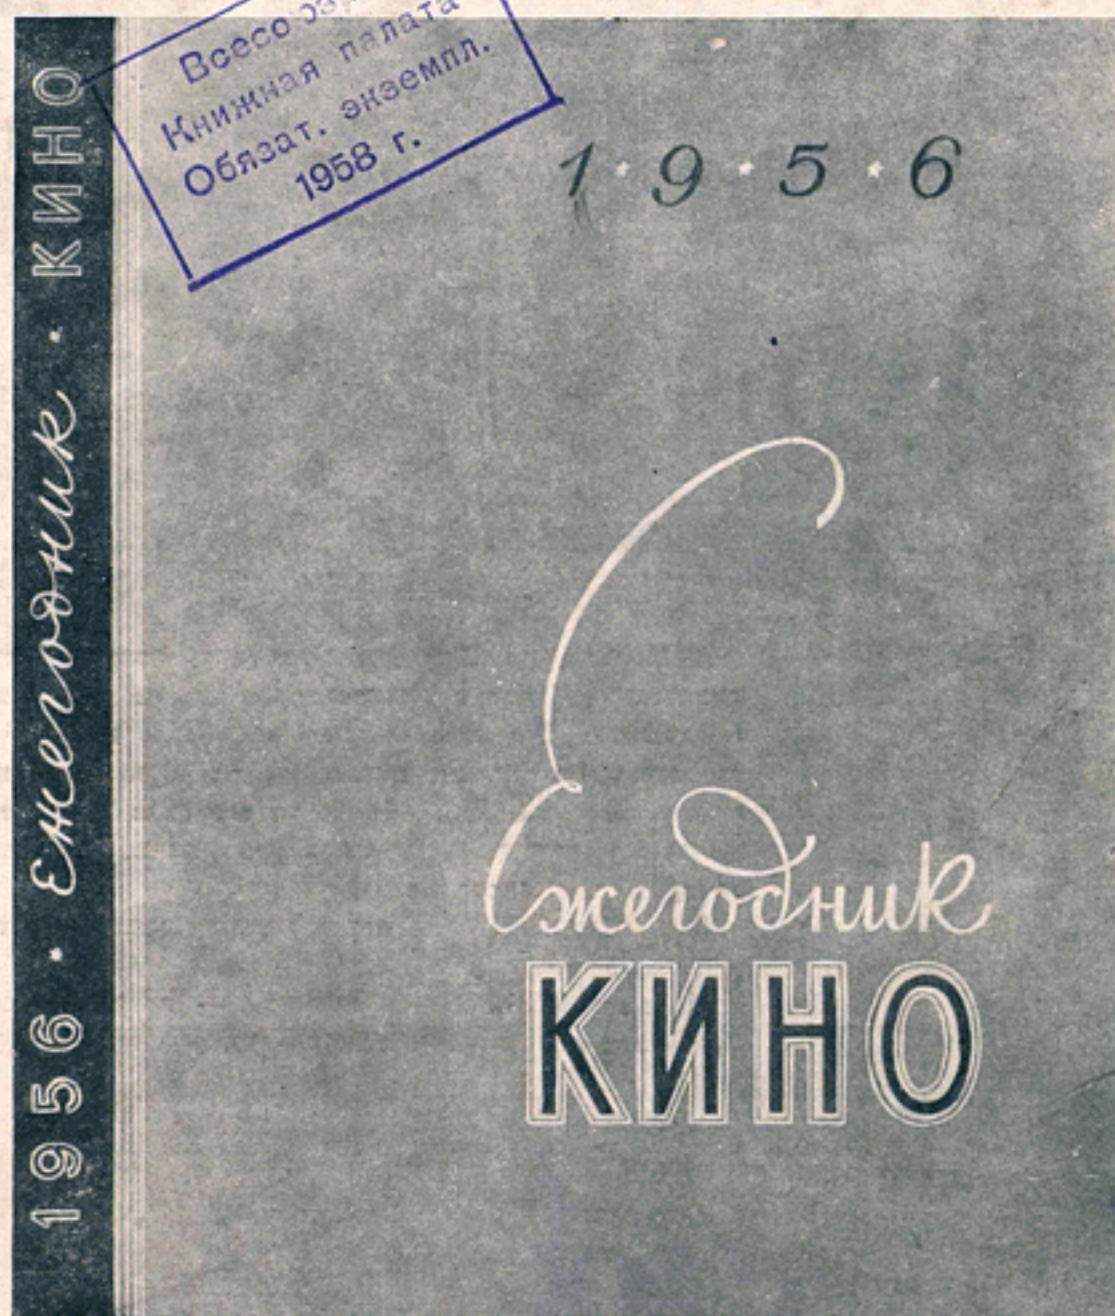 Книжная палата
Обязат. экземпл.
1958 г.
1·9·5·6
Ежегодник
КИНО
1956 · Ежегодник · КИНО